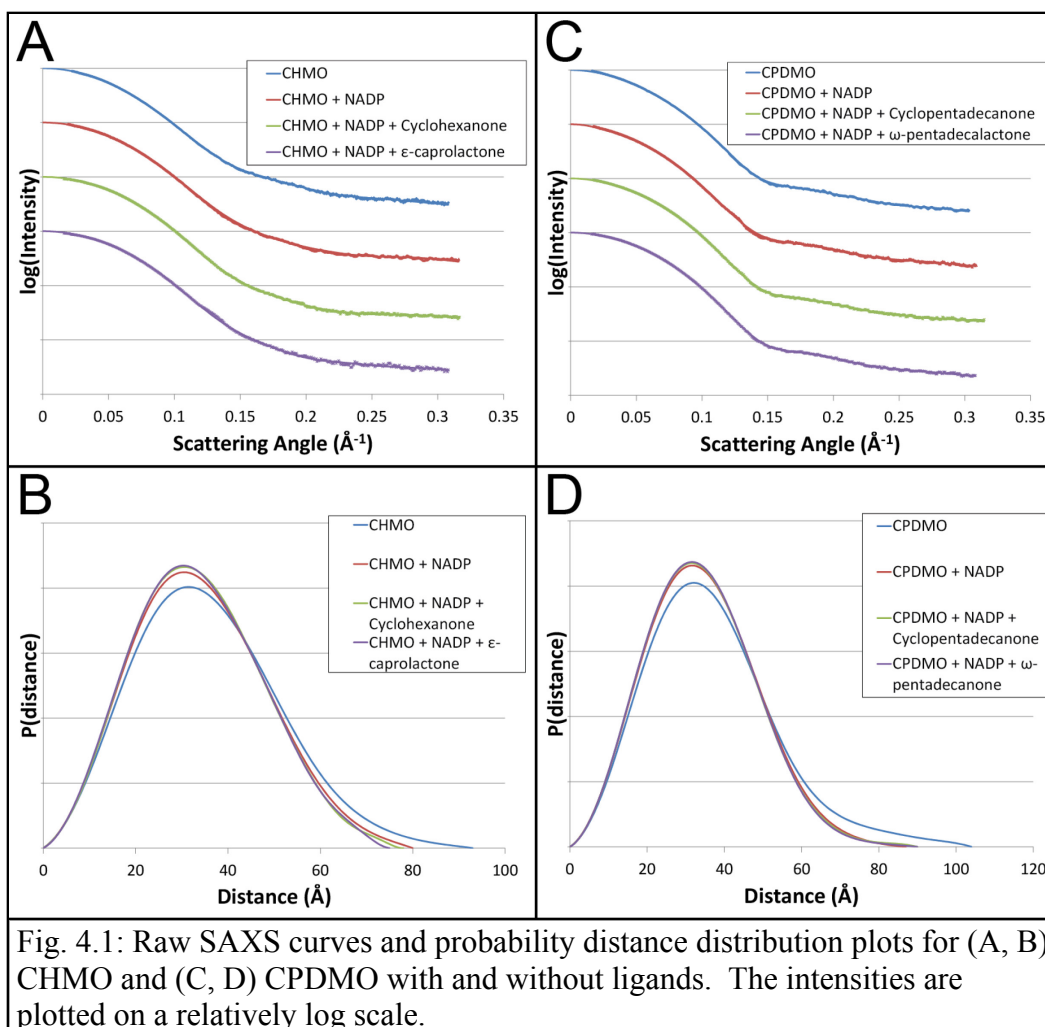 A
CHMO
CHMO + NADP
CHMO + NADP + Cyclohexanone
CHMO + NADP + ε-caprolactone
log(Intensity)
0 0.05 0.1 0.15 0.2 0.25 0.3 0.35
Scattering Angle (Å-1)
C
CPDMO
CPDMO + NADP
CPDMO + NADP + Cyclopentadecanone
CPDMO + NADP + ω-pentadecalactone
log(Intensity)
0 0.05 0.1 0.15 0.2 0.25 0.3 0.35
Scattering Angle (Å-1)
B
CHMO
CHMO + NADP
CHMO + NADP +
Cyclohexanone
CHMO + NADP + ε-
caprolactone
P(distance)
0 20 40 60 80 100
Distance (Å)
D
CPDMO
CPDMO + NADP
CPDMO + NADP +
Cyclopentadecanone
CPDMO + NADP + ω-
pentadecanone
P(distance)
0 20 40 60 80 100 120
Distance (Å)
Fig. 4.1: Raw SAXS curves and probability distance distribution plots for (A, B)
CHMO and (C, D) CPDMO with and without ligands. The intensities are
plotted on a relatively log scale.